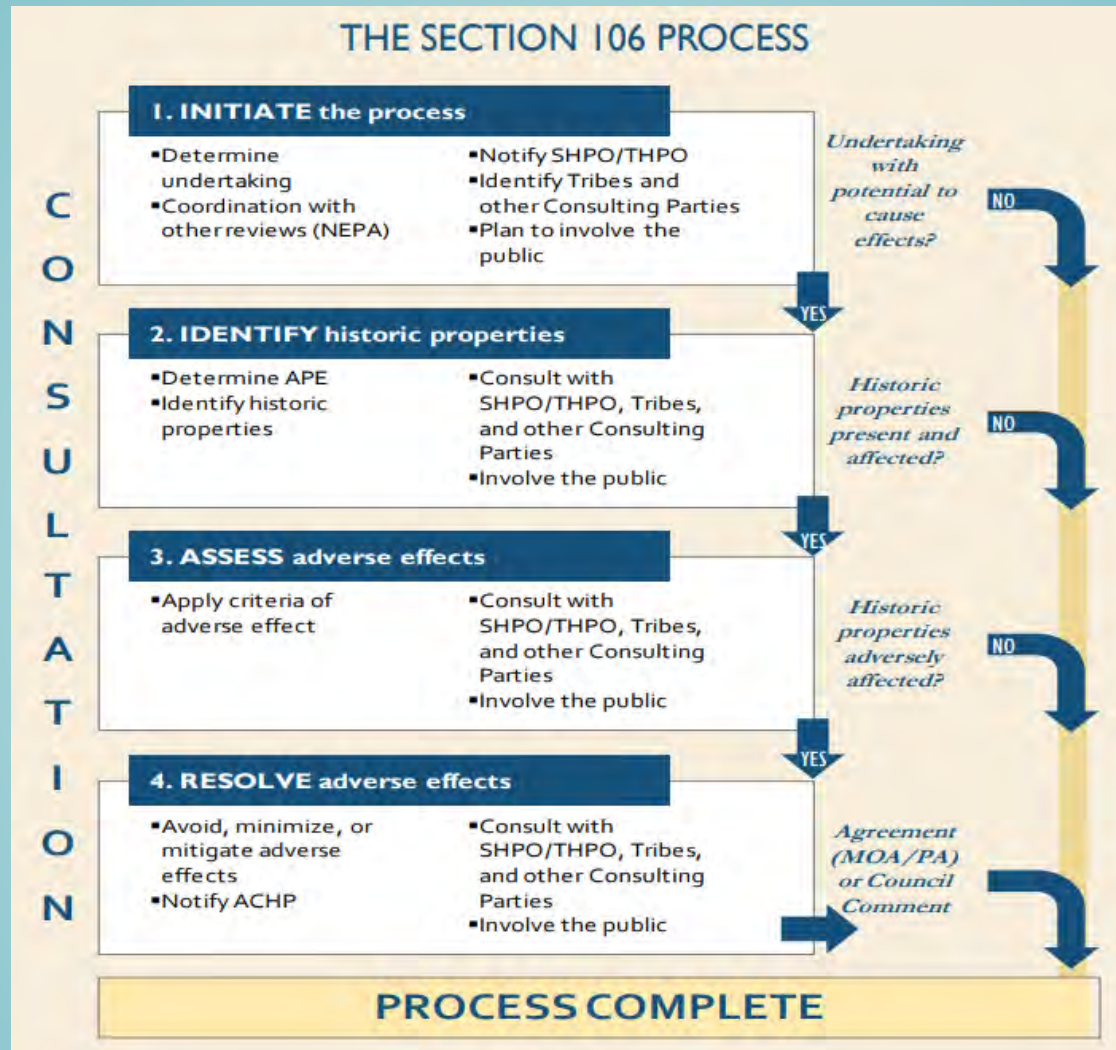 THE SECTION 106 PROCESS
CONSULTATION
1. INITIATE the process
▪Determine
undertaking
▪Coordination with
other reviews (NEPA)
▪Notify SHPO/THPO
▪Identify Tribes and
other Consulting Parties
▪Plan to involve the
public
Undertaking
with
potential to
cause
effects?
NO
YES
2. IDENTIFY historic properties
▪Determine APE
▪Identify historic
properties
▪Consult with
SHPO/THPO, Tribes,
and other Consulting
Parties
▪Involve the public
Historic
properties
present and
affected?
NO
YES
3. ASSESS adverse effects
▪Apply criteria of
adverse effect
▪Consult with
SHPO/THPO, Tribes,
and other Consulting
Parties
▪Involve the public
Historic
properties
adversely
affected?
NO
YES
4. RESOLVE adverse effects
▪Avoid, minimize, or
mitigate adverse
effects
▪Notify ACHP
▪Consult with
SHPO/THPO, Tribes,
and other Consulting
Parties
▪Involve the public
Agreement
(MOA/PA)
or Council
Comment
PROCESS COMPLETE